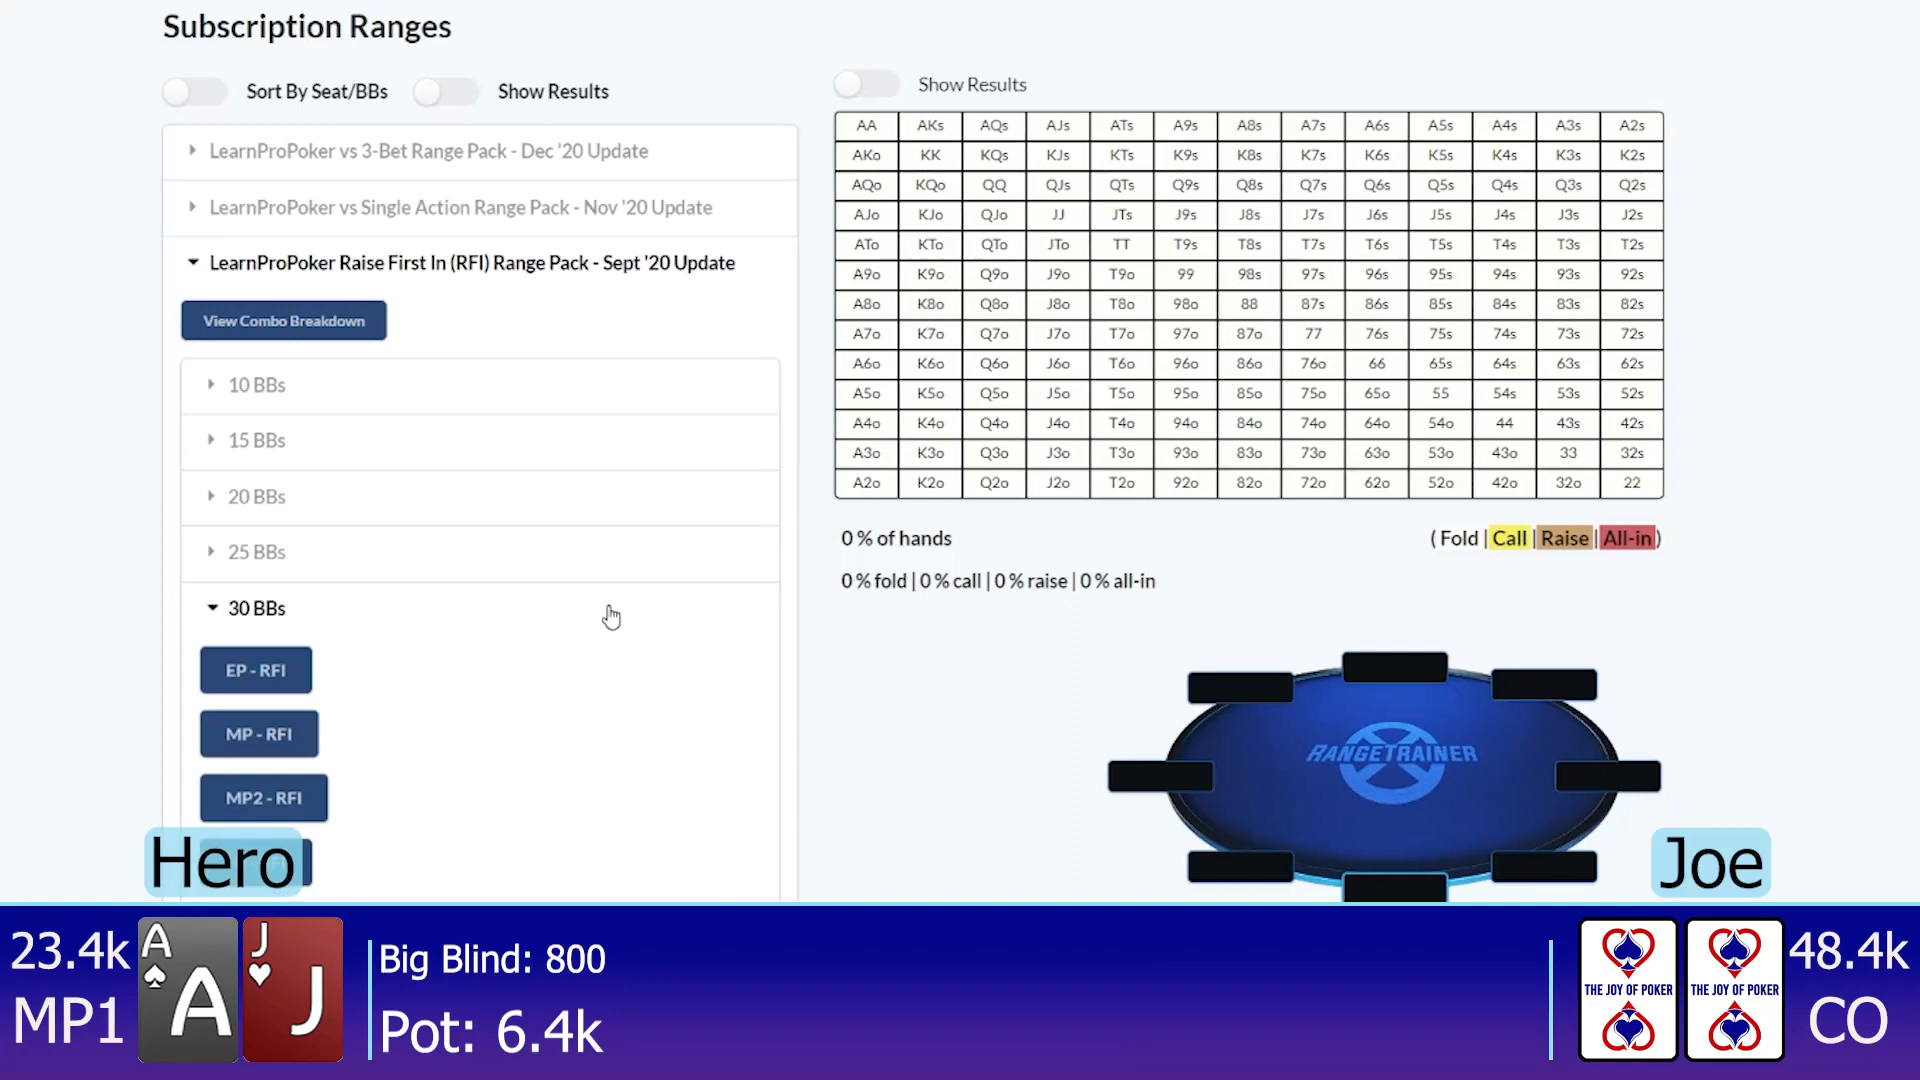 Subscription Ranges
Sort By Seat/BBs Show Results
LearnProPoker vs 3-Bet Range Pack - Dec '20 Update
LearnProPoker vs Single Action Range Pack - Nov '20 Update
LearnProPoker Raise First In (RFI) Range Pack - Sept '20 Update
View Combo Breakdown
10 BBs
15 BBs
20 BBs
25 BBs
30 BBs
EP - RFI
MP - RFI
MP2 - RFI
Show Results
AA AKs AQs AJs ATs A9s A8s A7s A6s A5s A4s A3s A2s
AKo KK KQs KJs KTs K9s K8s K7s K6s K5s K4s K3s K2s
AQo KQo QQ QJs QTs Q9s Q8s Q7s Q6s Q5s Q4s Q3s Q2s
AJo KJo QJo JJ JTs J9s J8s J7s J6s J5s J4s J3s J2s
ATo KTo QTo JTo TT T9s T8s T7s T6s T5s T4s T3s T2s
A9o K9o Q9o J9o T9o 99 98s 97s 96s 95s 94s 93s 92s
A8o K8o Q8o J8o T8o 98o 88 87s 86s 85s 84s 83s 82s
A7o K7o Q7o J7o T7o 97o 87o 77 76s 75s 74s 73s 72s
A6o K6o Q6o J6o T6o 96o 86o 76o 66 65s 64s 63s 62s
A5o K5o Q5o J5o T5o 95o 85o 75o 65o 55 54s 53s 52s
A4o K4o Q4o J4o T4o 94o 84o 74o 64o 54o 44 43s 42s
A3o K3o Q3o J3o T3o 93o 83o 73o 63o 53o 43o 33 32s
A2o K2o Q2o J2o T2o 92o 82o 72o 62o 52o 42o 32o 22
0 % of hands
( Fold | Call | Raise | All-in )
0 % fold | 0 % call | 0 % raise | 0 % all-in
RANGETRAINER
Hero
Joe
23.4k
MP1
A A
J J
Big Blind: 800
Pot: 6.4k
THE JOY OF POKER
THE JOY OF POKER
48.4k
CO